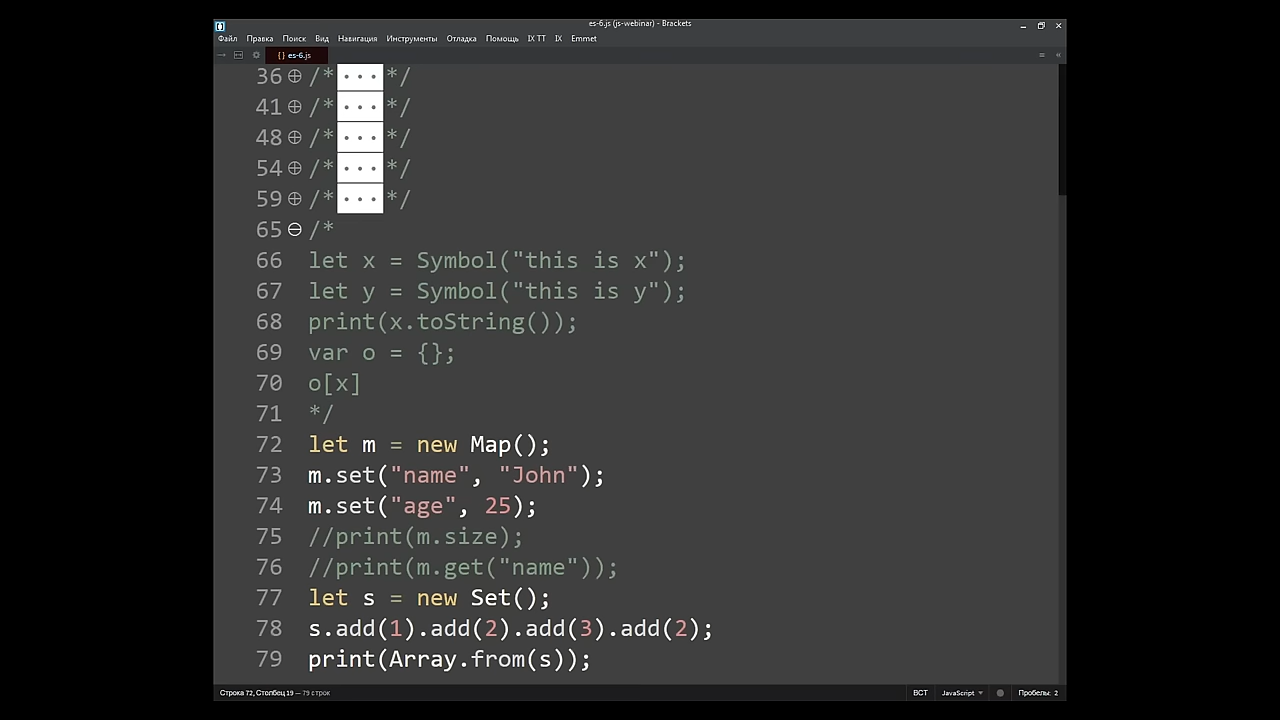 es-6.js (js-webinar) - Brackets
Файл Правка Поиск Вид Навигация Инструменты Отладка Помощь IX TT IX Emmet
{ } es-6.js
36 /*...*/
41 /*...*/
48 /*...*/
54 /*...*/
59 /*...*/
65 /*
66 let x = Symbol("this is x");
67 let y = Symbol("this is y");
68 print(x.toString());
69 var o = {};
70 o[x]
71 */
72 let m = new Map();
73 m.set("name", "John");
74 m.set("age", 25);
75 //print(m.size);
76 //print(m.get("name"));
77 let s = new Set();
78 s.add(1).add(2).add(3).add(2);
79 print(Array.from(s));
Строка 72, Столбец 19 — 79 строк ВСТ JavaScript Пробелы: 2